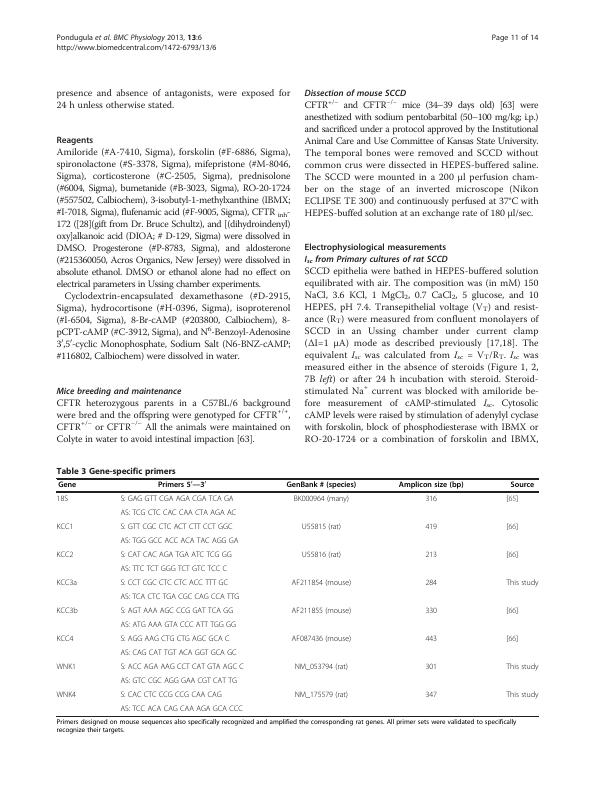 Pondugula et al. BMC Physiology 2013, 13:6
http://www.biomedcentral.com/1472-6793/13/6
Page 11 of 14
presence and absence of antagonists, were exposed for
24 h unless otherwise stated.
Reagents
Amiloride (#A-7410, Sigma), forskolin (#F-6886, Sigma),
spironolactone (#S-3378, Sigma), mifepristone (#M-8046,
Sigma), corticosterone (#C-2505, Sigma), prednisolone
(#6004, Sigma), bumetanide (#B-3023, Sigma), RO-20-1724
(#557502, Calbiochem), 3-isobutyl-1-methylxanthine (IBMX;
#I-7018, Sigma), flufenamic acid (#F-9005, Sigma), CFTR inh-
172 ([28](gift from Dr. Bruce Schultz), and [(dihydroindenyl)
oxy]alkanoic acid (DIOA; # D-129, Sigma) were dissolved in
DMSO. Progesterone (#P-8783, Sigma), and aldosterone
(#215360050, Acros Organics, New Jersey) were dissolved in
absolute ethanol. DMSO or ethanol alone had no effect on
electrical parameters in Ussing chamber experiments.
Cyclodextrin-encapsulated dexamethasone (#D-2915,
Sigma), hydrocortisone (#H-0396, Sigma), isoproterenol
(#I-6504, Sigma), 8-Br-cAMP (#203800, Calbiochem), 8-
pCPT-cAMP (#C-3912, Sigma), and N⁶-Benzoyl-Adenosine
3′,5′-cyclic Monophosphate, Sodium Salt (N6-BNZ-cAMP;
#116802, Calbiochem) were dissolved in water.
Mice breeding and maintenance
CFTR heterozygous parents in a C57BL/6 background
were bred and the offspring were genotyped for CFTR⁺/⁺,
CFTR⁺/⁻ or CFTR⁻/⁻ All the animals were maintained on
Colyte in water to avoid intestinal impaction [63].
Dissection of mouse SCCD
CFTR⁺/⁻ and CFTR⁻/⁻ mice (34–39 days old) [63] were
anesthetized with sodium pentobarbital (50–100 mg/kg; i.p.)
and sacrificed under a protocol approved by the Institutional
Animal Care and Use Committee of Kansas State University.
The temporal bones were removed and SCCD without
common crus were dissected in HEPES-buffered saline.
The SCCD were mounted in a 200 μl perfusion cham-
ber on the stage of an inverted microscope (Nikon
ECLIPSE TE 300) and continuously perfused at 37°C with
HEPES-buffed solution at an exchange rate of 180 μl/sec.
Electrophysiological measurements
Isc from Primary cultures of rat SCCD
SCCD epithelia were bathed in HEPES-buffered solution
equilibrated with air. The composition was (in mM) 150
NaCl, 3.6 KCl, 1 MgCl₂, 0.7 CaCl₂, 5 glucose, and 10
HEPES, pH 7.4. Transepithelial voltage (VT) and resist-
ance (RT) were measured from confluent monolayers of
SCCD in an Ussing chamber under current clamp
(ΔI=1 μA) mode as described previously [17,18]. The
equivalent Isc was calculated from Isc = VT/RT. Isc was
measured either in the absence of steroids (Figure 1, 2,
7B left) or after 24 h incubation with steroid. Steroid-
stimulated Na⁺ current was blocked with amiloride be-
fore measurement of cAMP-stimulated Isc. Cytosolic
cAMP levels were raised by stimulation of adenylyl cyclase
with forskolin, block of phosphodiesterase with IBMX or
RO-20-1724 or a combination of forskolin and IBMX,
Table 3 Gene-specific primers
Gene Primers 5′—3′ GenBank # (species) Amplicon size (bp) Source
18S S: GAG GTT CGA AGA CGA TCA GA BK000964 (many) 316 [65]
AS: TCG CTC CAC CAA CTA AGA AC
KCC1 S: GTT CGC CTC ACT CTT CCT GGC U55815 (rat) 419 [66]
AS: TGG GCC ACC ACA TAC AGG GA
KCC2 S: CAT CAC AGA TGA ATC TCG GG U55816 (rat) 213 [66]
AS: TTC TCT GGG TCT GTC TCC C
KCC3a S: CCT CGC CTC CTC ACC TTT GC AF211854 (mouse) 284 This study
AS: TCA CTC TGA CGC CAG CCA TTG
KCC3b S: AGT AAA AGC CCG GAT TCA GG AF211855 (mouse) 330 [66]
AS: ATG AAA GTA CCC ATT TGG GG
KCC4 S: AGG AAG CTG CTG AGC GCA C AF087436 (mouse) 443 [66]
AS: CAG CAT TGT ACA GGT GCA GC
WNK1 S: ACC AGA AAG CCT CAT GTA AGC C NM_053794 (rat) 301 This study
AS: GTC CGC AGG GAA CGT CAT TG
WNK4 S: CAC CTC CCG CCG CAA CAG NM_175579 (rat) 347 This study
AS: TCC ACA CAG CAA AGA GCA CCC
Primers designed on mouse sequences also specifically recognized and amplified the corresponding rat genes. All primer sets were validated to specifically
recognize their targets.